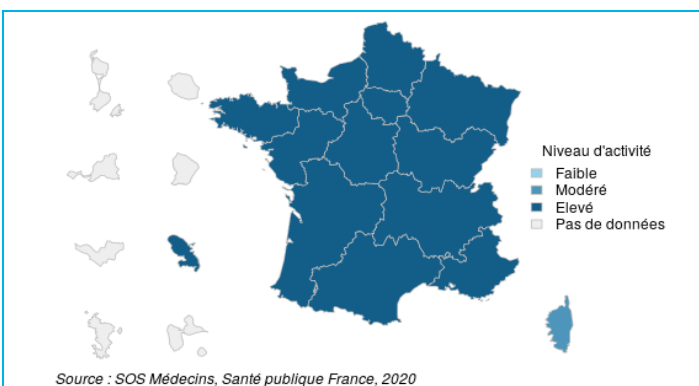 Niveau d'activité
Faible
Modéré
Elevé
Pas de données
Source : SOS Médecins, Santé publique France, 2020